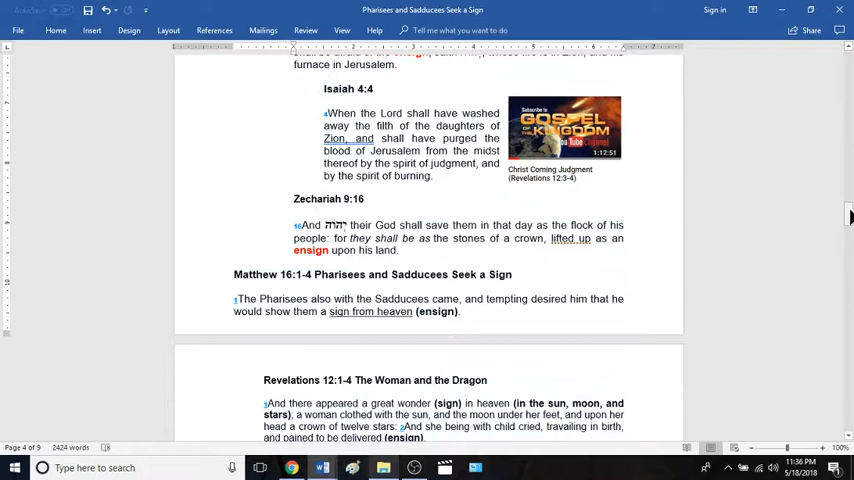 AutoSave Off
Pharisees and Sadducees Seek a Sign
Sign in
File Home Insert Design Layout References Mailings Review View Help Tell me what you want to do Share
furnace in Jerusalem.
Isaiah 4:4
4When the Lord shall have washed
away the filth of the daughters of
Zion, and shall have purged the
blood of Jerusalem from the midst
thereof by the spirit of judgment, and
by the spirit of burning.
Subscribe to
GOSPEL
OF THE
KINGDOM
YouTube Channel
1:12:51
Christ Coming Judgment
(Revelations 12:3-4)
Zechariah 9:16
16And יְהוָֹה their God shall save them in that day as the flock of his
people: for they shall be as the stones of a crown, lifted up as an
ensign upon his land.
Matthew 16:1-4 Pharisees and Sadducees Seek a Sign
1The Pharisees also with the Sadducees came, and tempting desired him that he
would show them a sign from heaven (ensign).
Revelations 12:1-4 The Woman and the Dragon
1And there appeared a great wonder (sign) in heaven (in the sun, moon, and
stars); a woman clothed with the sun, and the moon under her feet, and upon her
head a crown of twelve stars: 2And she being with child cried, travailing in birth,
and pained to be delivered (ensign).
Page 4 of 9 2424 words
100%
Type here to search
11:36 PM
5/18/2018